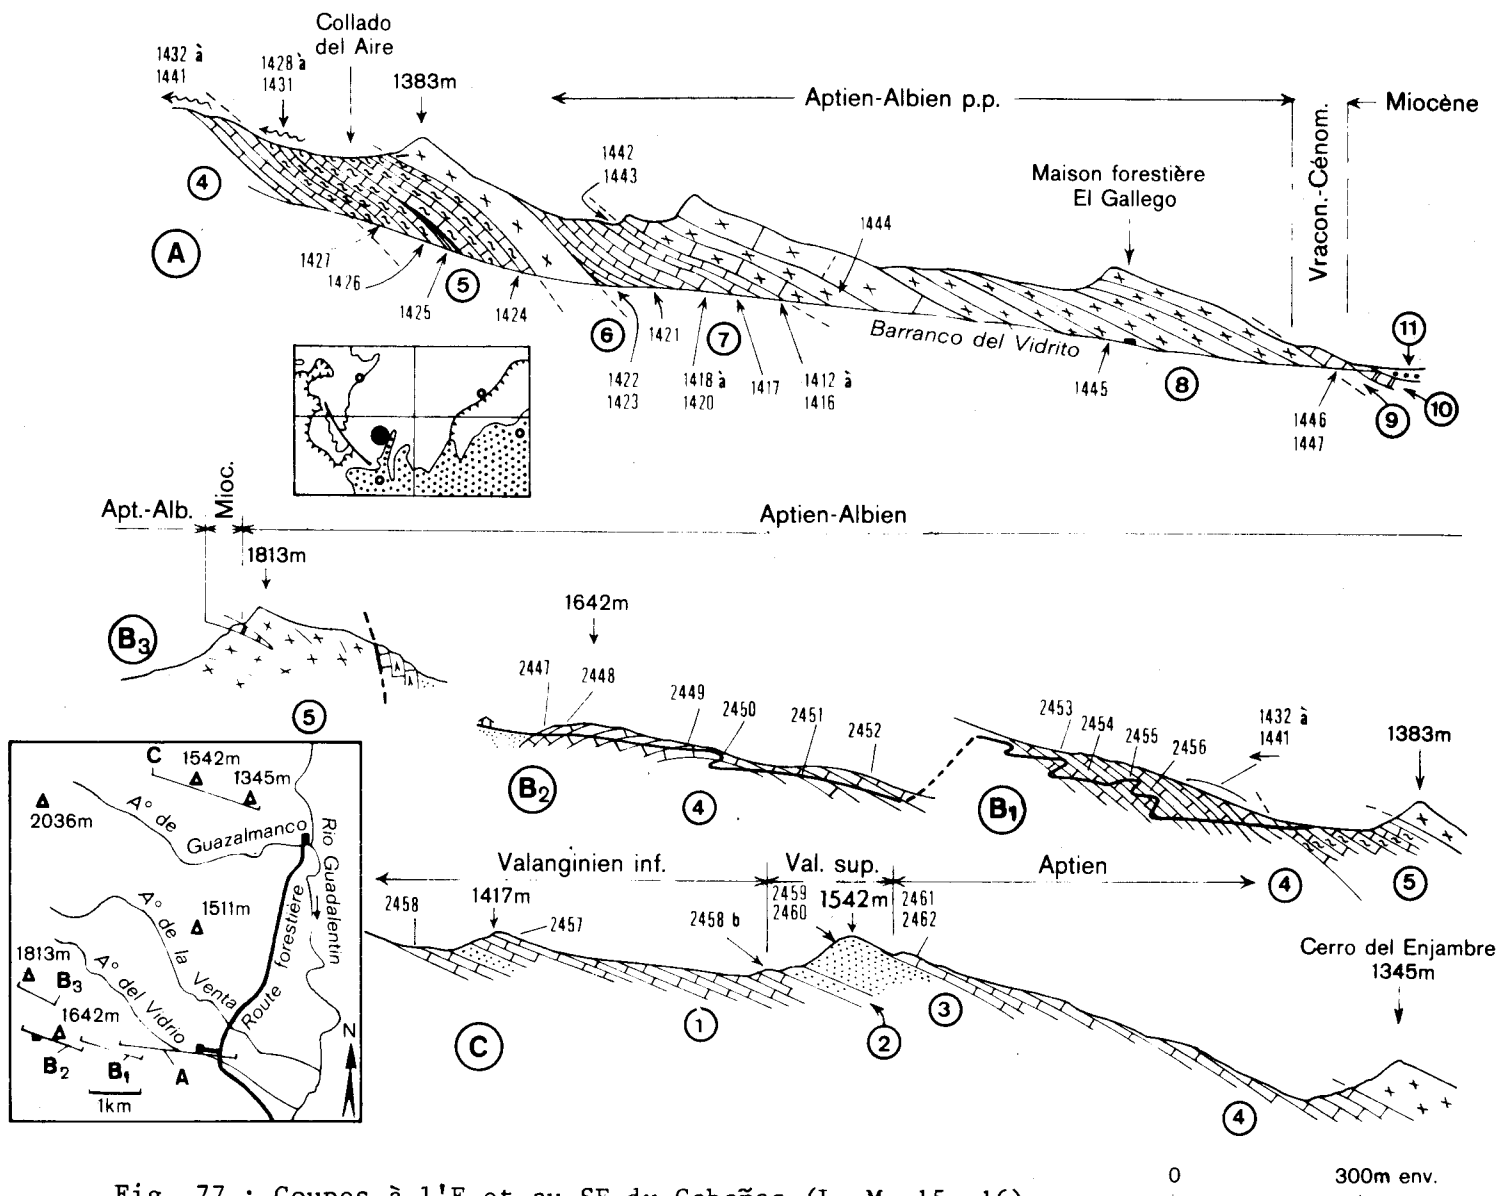 Collado
del Aire
1432 à
1441
1428 à
1431
1383m
Aptien-Albien p.p.
Vracon.-Cénom.
Miocène
1442
1443
Maison forestière
El Gallego
4
A
1444
1427
1426
1425
5
1424
6
1421
7
1422
1423
1418 à
1420
1417
1412 à
1416
Barranco del Vidrito
1445
8
1446
1447
9
10
11
Apt.-Alb.
Mioc.
Aptien-Albien
1813m
B3
5
1642m
2447
2448
2449
2450
2451
2452
B2
4
2453
2454
2455
2456
1432 à
1441
1383m
B1
4
5
C
1542m
1345m
2036m
A° de
Guazalmanco
Rio Guadalentin
A° de la Venta
1511m
Route forestière
1813m
B3
A° del Vidrio
1642m
B2
B1
A
1km
N
Valanginien inf.
Val. sup.
Aptien
2458
1417m
2457
2458 b
2459
2460
1542m
2461
2462
Cerro del Enjambre
1345m
1
2
3
C
4
0
300m env.
Fig. 77 : Coupes à l'E et au SE du Cabañas (L. M. 15, 16)